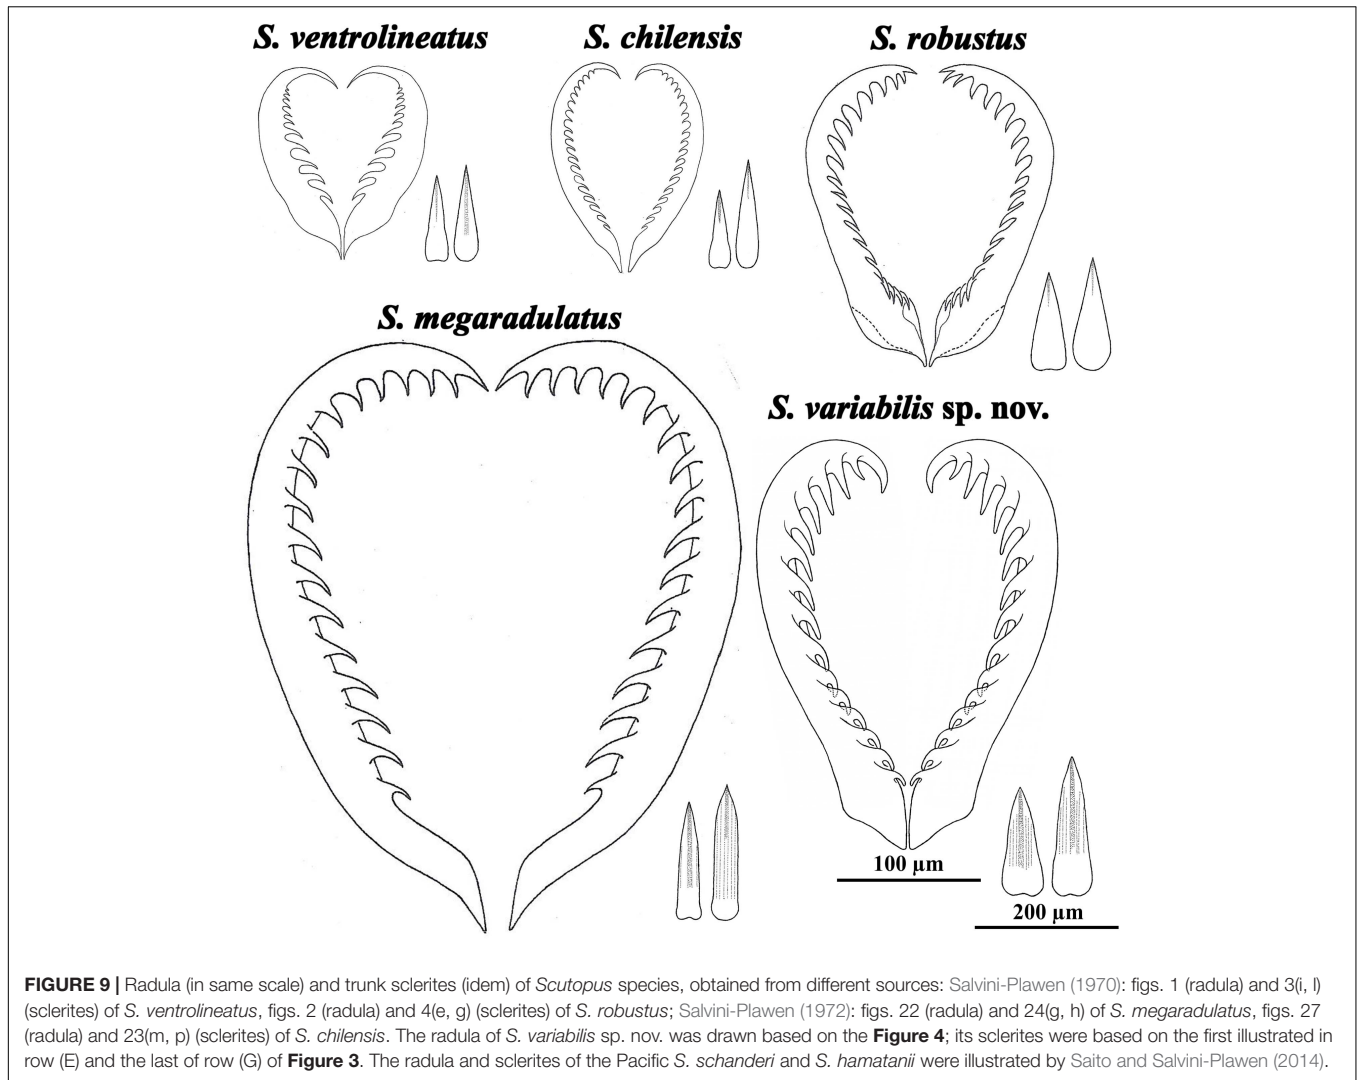 S. ventrolineatus
S. chilensis
S. robustus
S. megaradulatus
S. variabilis sp. nov.
100 µm
200 µm
FIGURE 9 | Radula (in same scale) and trunk sclerites (idem) of Scutopus species, obtained from different sources: Salvini-Plawen (1970): figs. 1 (radula) and 3(i, l)
(sclerites) of S. ventrolineatus, figs. 2 (radula) and 4(e, g) (sclerites) of S. robustus; Salvini-Plawen (1972): figs. 22 (radula) and 24(g, h) of S. megaradulatus, figs. 27
(radula) and 23(m, p) (sclerites) of S. chilensis. The radula of S. variabilis sp. nov. was drawn based on the Figure 4; its sclerites were based on the first illustrated in
row (E) and the last of row (G) of Figure 3. The radula and sclerites of the Pacific S. schanderi and S. hamatanii were illustrated by Saito and Salvini-Plawen (2014).